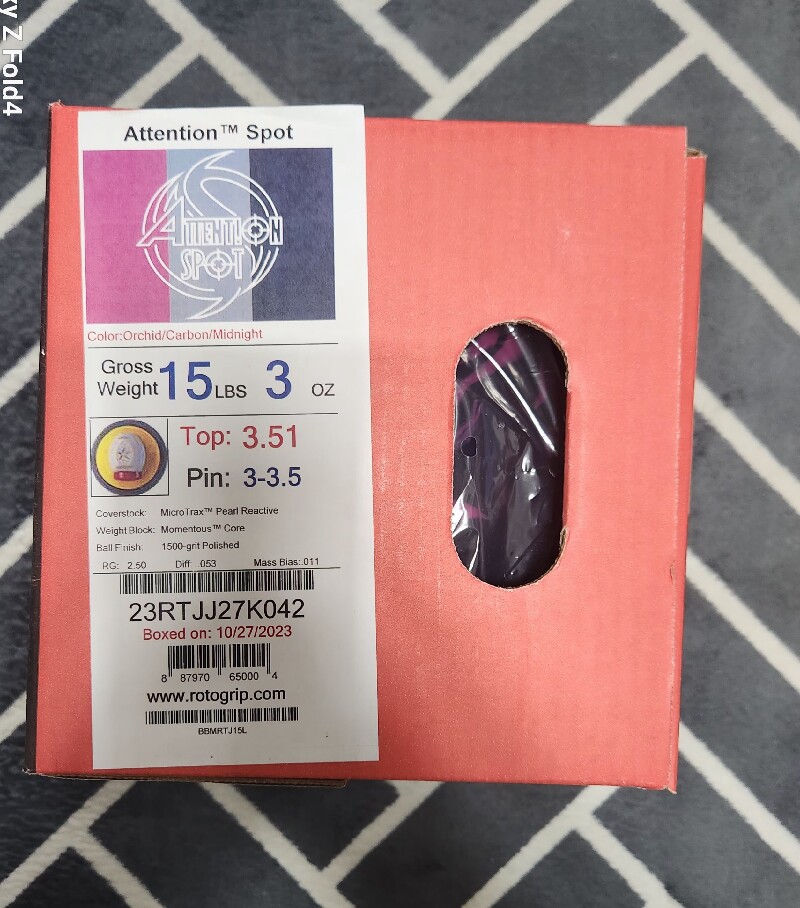 y Z Fold4
Attention™ Spot
ATTENTION
SPOT
Color:Orchid/Carbon/Midnight
Gross Weight 15 LBS 3 OZ
Top: 3.51
Pin: 3-3.5
Coverstock: MicroTrax™ Pearl Reactive
Weight Block: Momentous™ Core
Ball Finish: 1500-grit Polished
RG: 2.50 Diff: .053 Mass Bias:.011
23RTJJ27K042
Boxed on: 10/27/2023
8 87970 65000 4
www.rotogrip.com
BBMRTJ15L